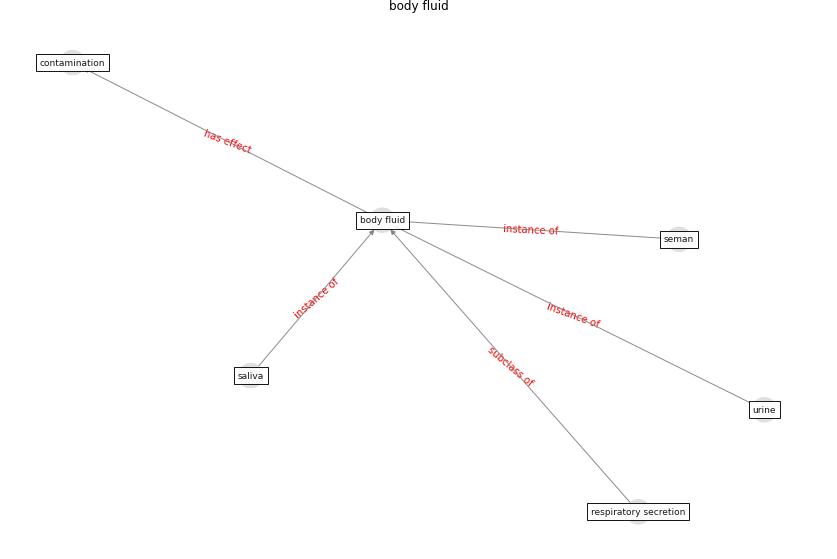 body fluid
contamination
has effect
body fluid
instance of
seman
instance of
instance of
saliva
subclass of
urine
respiratory secretion